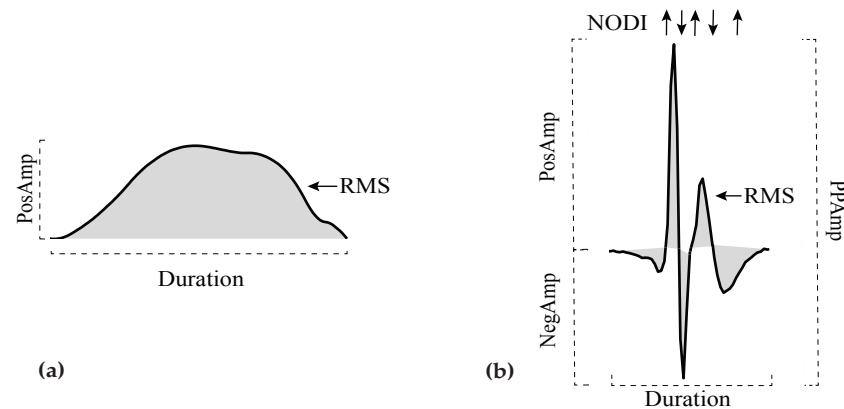 NODI
PosAmp
RMS
Duration
(a)
PosAmp
NegAmp
RMS
PPAmp
Duration
(b)